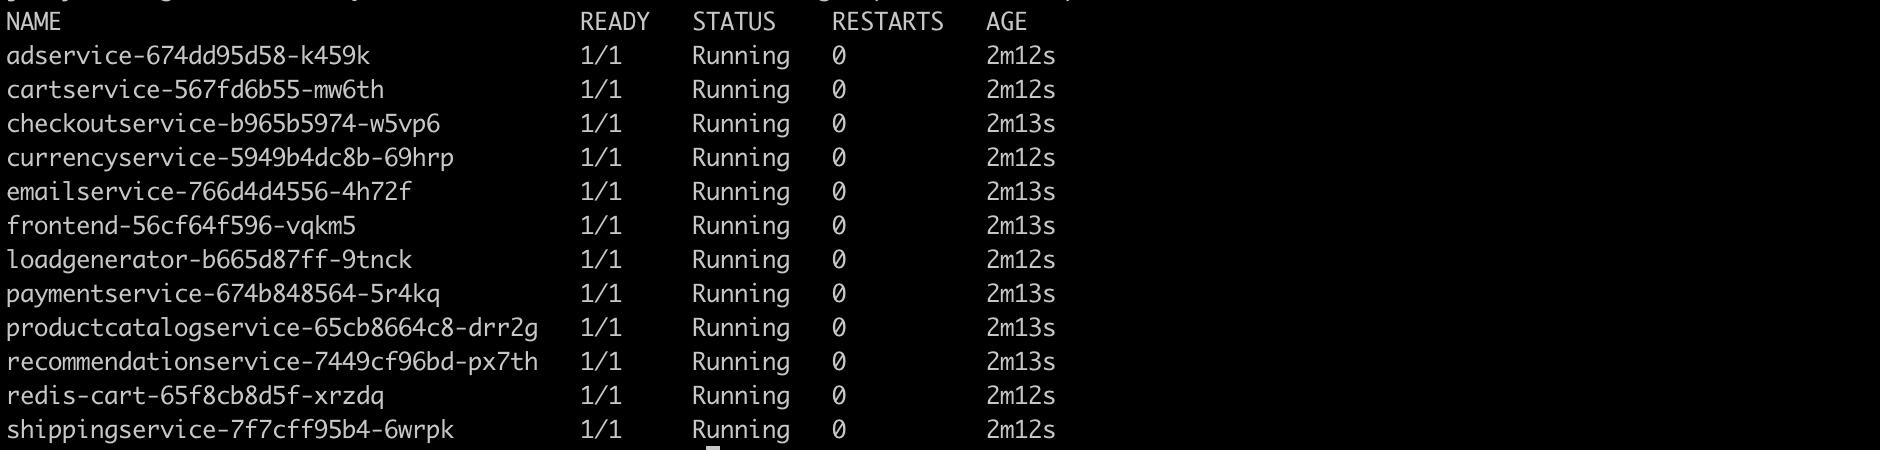 NAME READY STATUS RESTARTS AGE
adservice-674dd95d58-k459k 1/1 Running 0 2m12s
cartservice-567fd6b55-mw6th 1/1 Running 0 2m12s
checkoutservice-b965b5974-w5vp6 1/1 Running 0 2m13s
currencyservice-5949b4dc8b-69hrp 1/1 Running 0 2m12s
emailservice-766d4d4556-4h72f 1/1 Running 0 2m13s
frontend-56cf64f596-vqkm5 1/1 Running 0 2m13s
loadgenerator-b665d87ff-9tnck 1/1 Running 0 2m12s
paymentservice-674b848564-5r4kq 1/1 Running 0 2m13s
productcatalogservice-65cb8664c8-drr2g 1/1 Running 0 2m13s
recommendationservice-7449cf96bd-px7th 1/1 Running 0 2m13s
redis-cart-65f8cb8d5f-xrzdq 1/1 Running 0 2m12s
shippingservice-7f7cff95b4-6wrpk 1/1 Running 0 2m12s